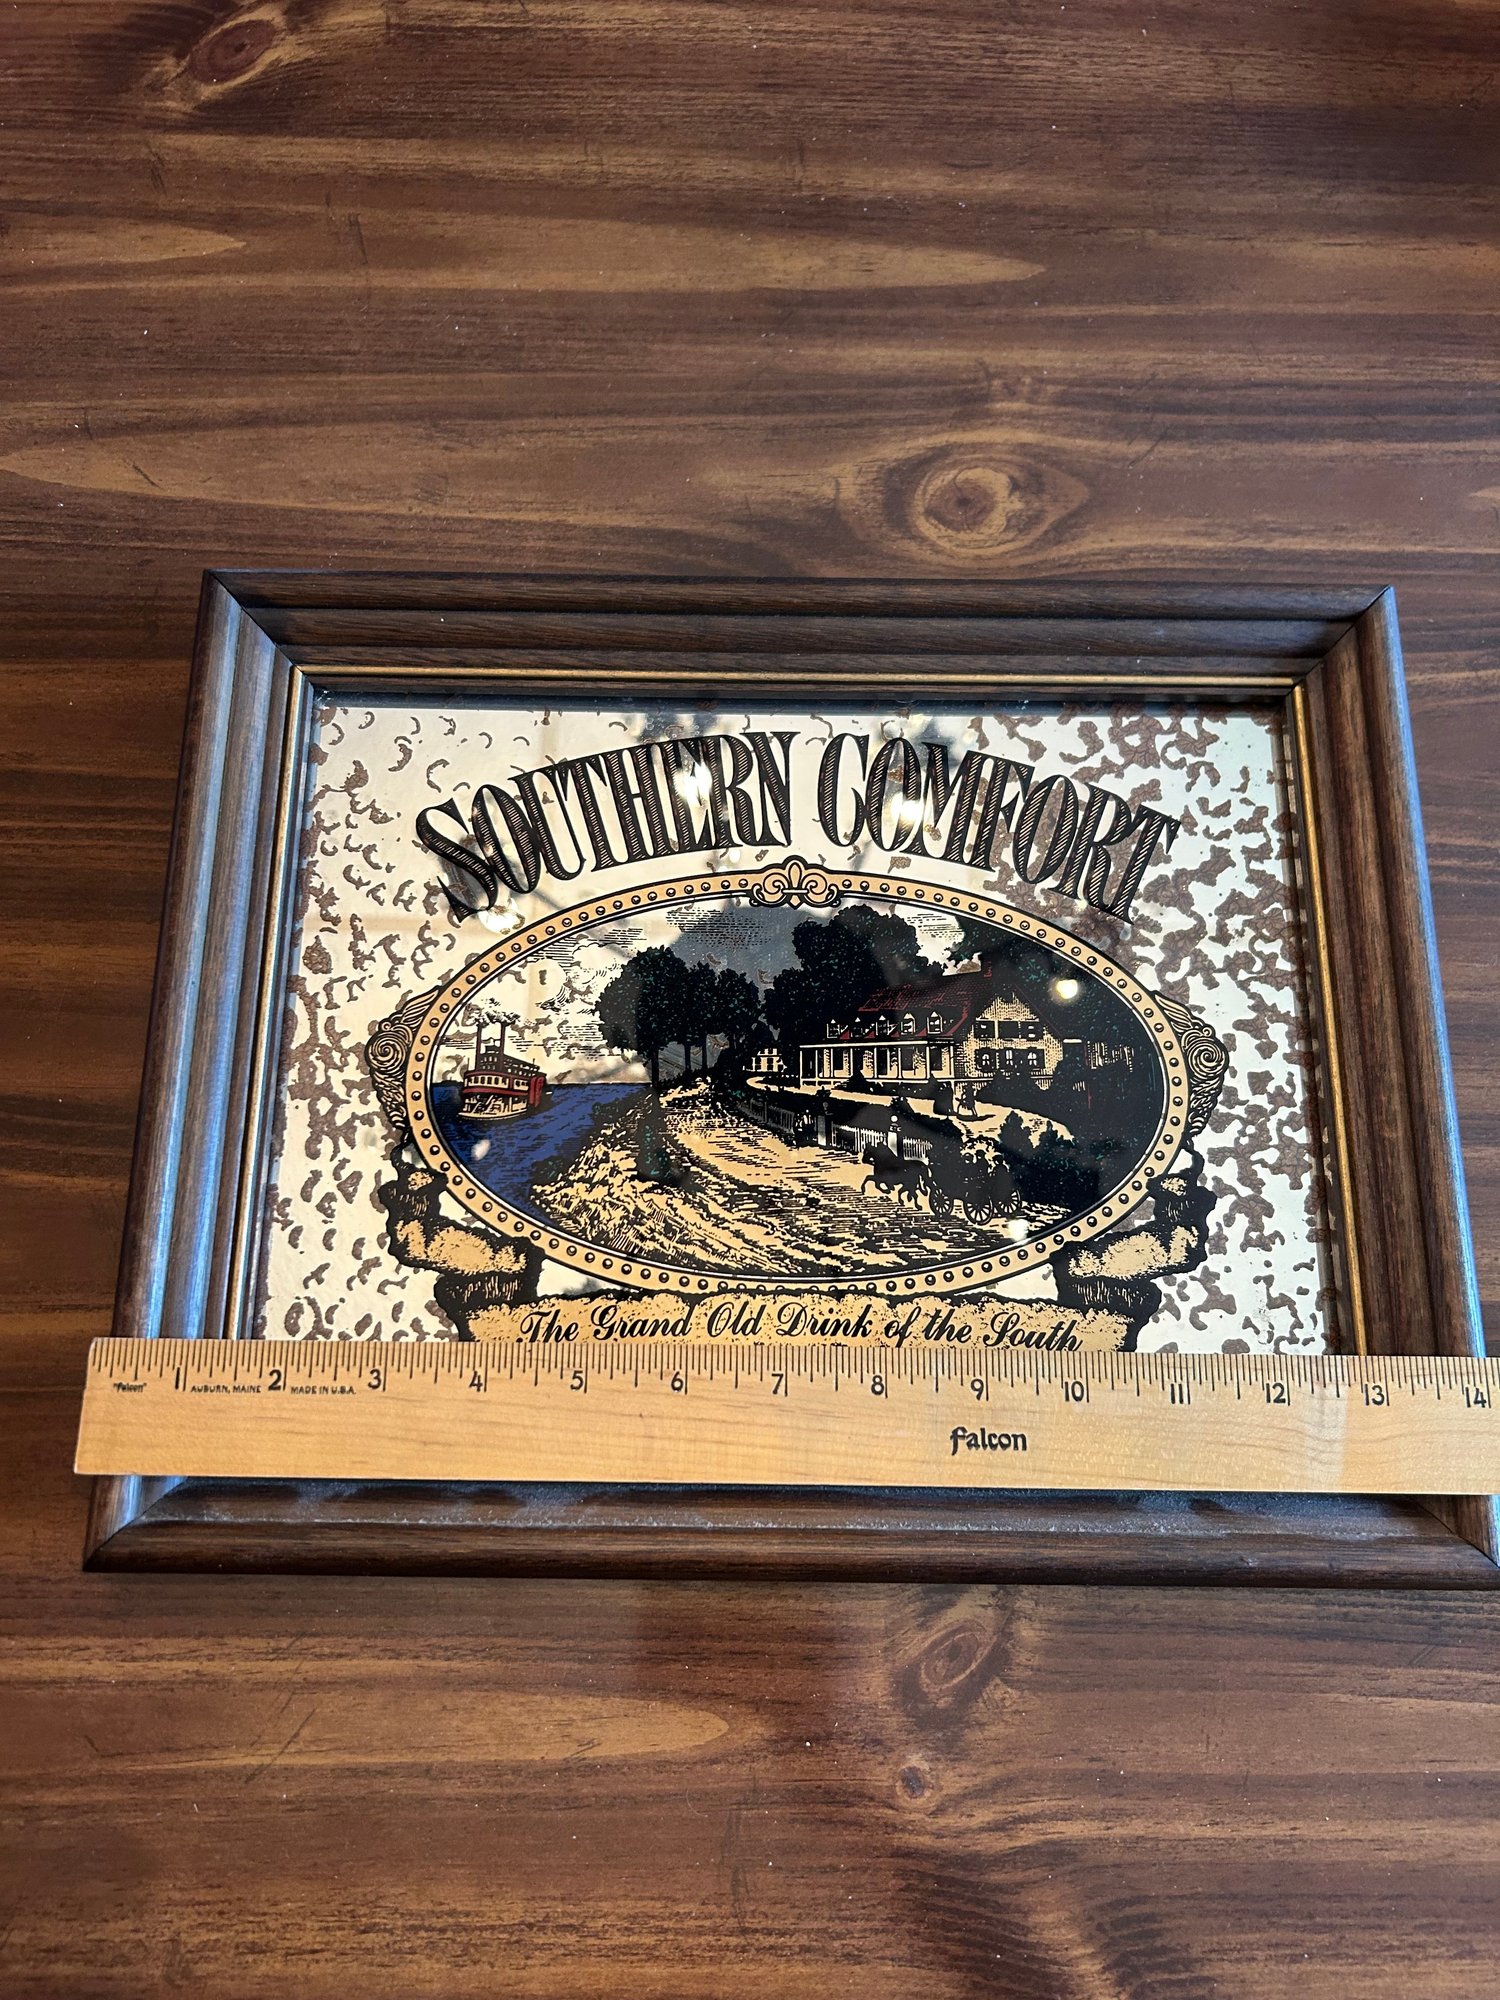 SOUTHERN COMFORT
The Grand Old Drink of the South
1 2 3 4 5 6 7 8 9 10 11 12 13 14
"Falcon" AUBURN, MAINE MADE IN U.S.A.
Falcon